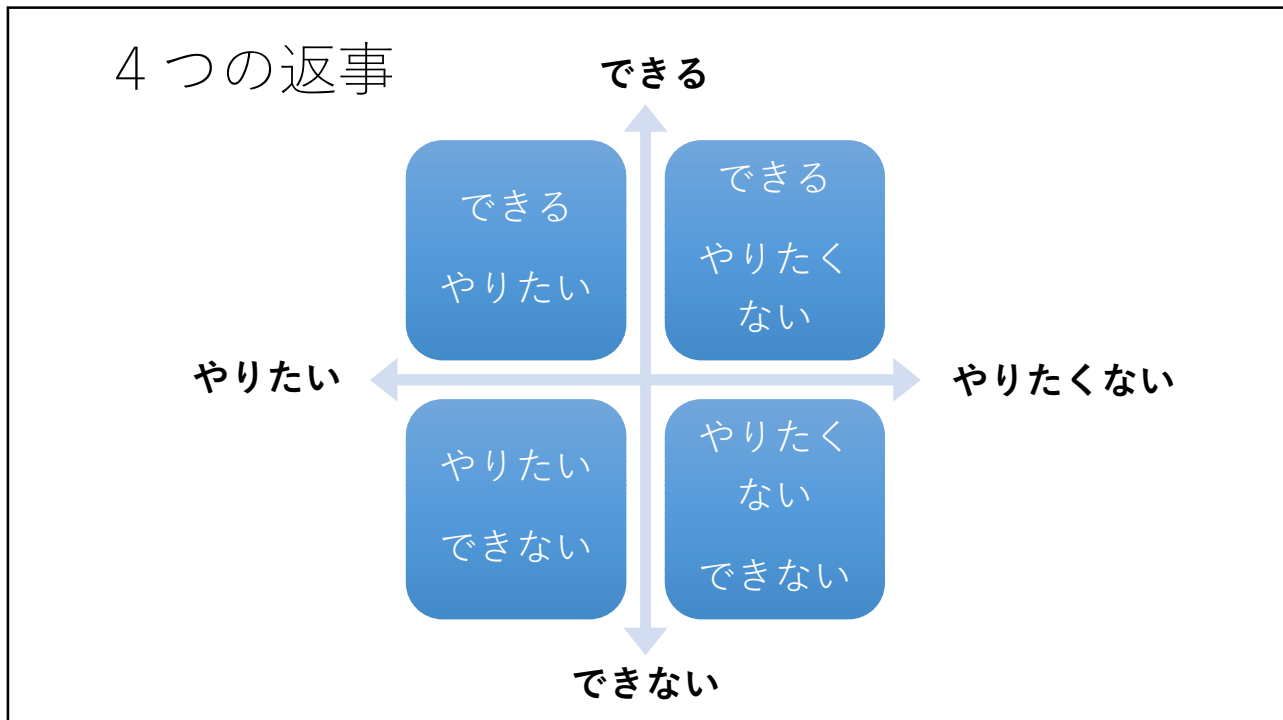 4つの返事
できる
できる
やりたい
できる
やりたく
ない
やりたい
やりたくない
やりたい
できない
やりたく
ない
できない
できない